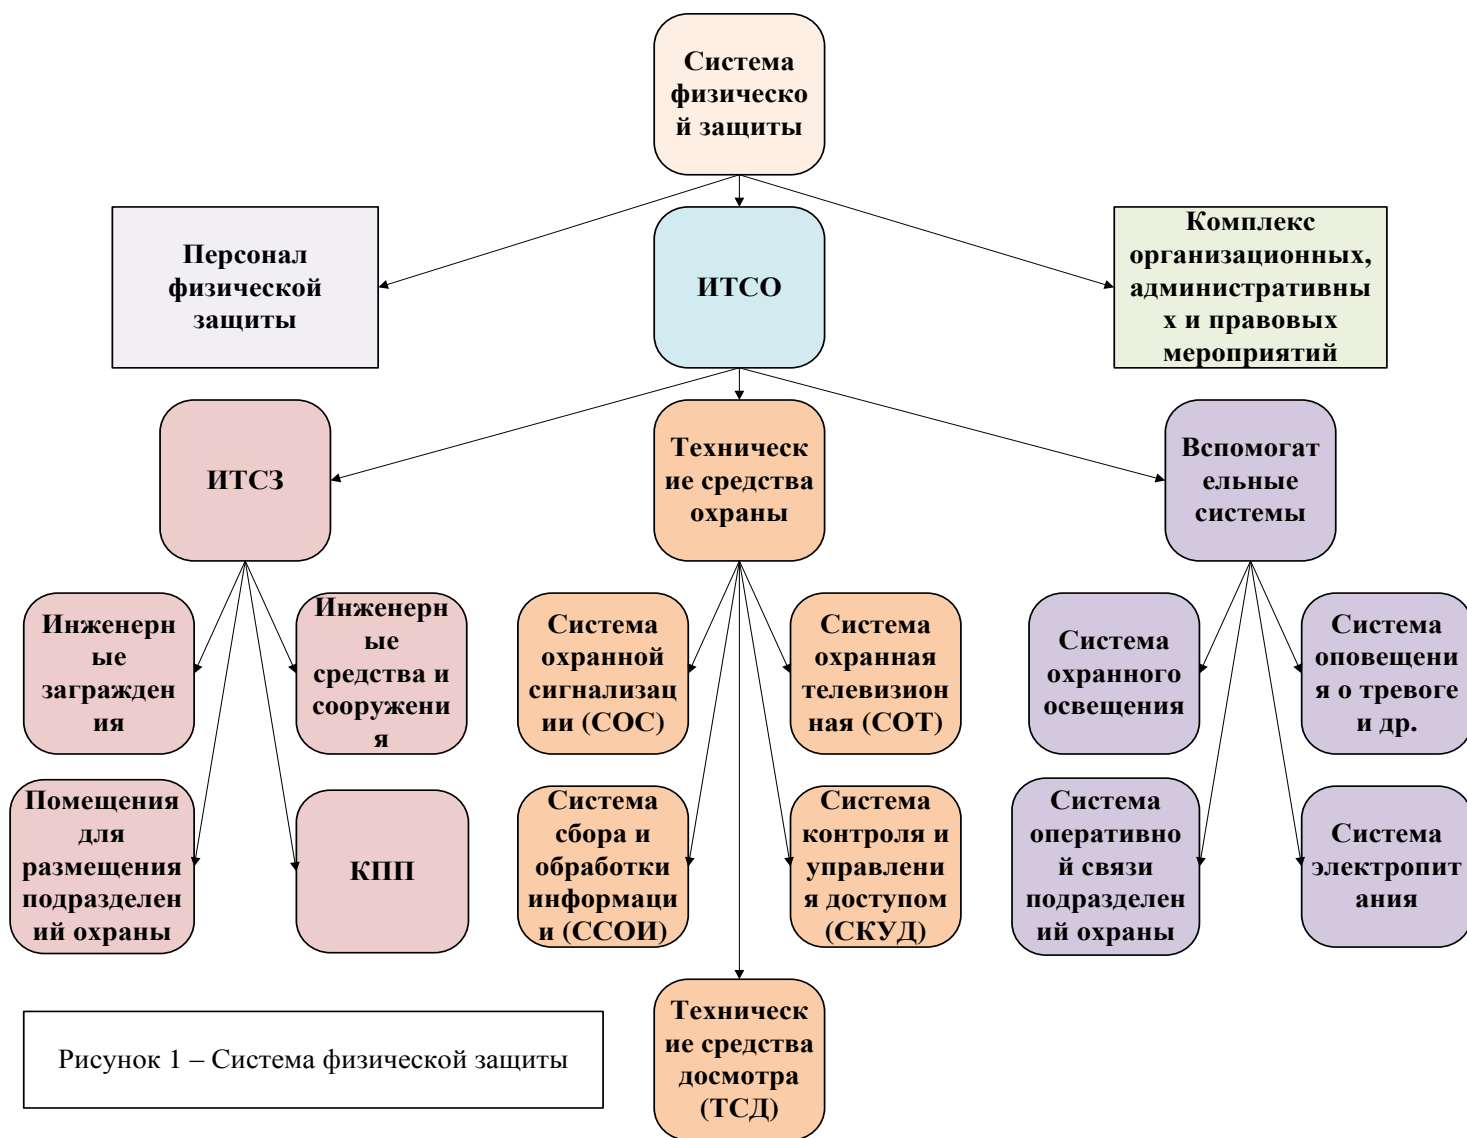 Система
физическо
й защиты
Персонал
физической
защиты
ИТСО
Комплекс
организационных,
административны
х и правовых
мероприятий
ИТСЗ
Техническ
ие средства
охраны
Вспомогат
ельные
системы
Инженерн
ые
загражден
ия
Инженерн
ые
средства и
сооружени
я
Система
охранной
сигнализац
ии (СОС)
Система
охранная
телевизион
ная (СОТ)
Система
охранного
освещения
Система
оповещени
я о тревоге
и др.
Помещения
для
размещения
подразделен
ий охраны
КПП
Система
сбора и
обработки
информаци
и (ССОИ)
Система
контроля и
управлени
я доступом
(СКУД)
Система
оперативно
й связи
подразделен
ий охраны
Система
электропит
ания
Техническ
ие средства
досмотра
(ТСД)
Рисунок 1 – Система физической защиты